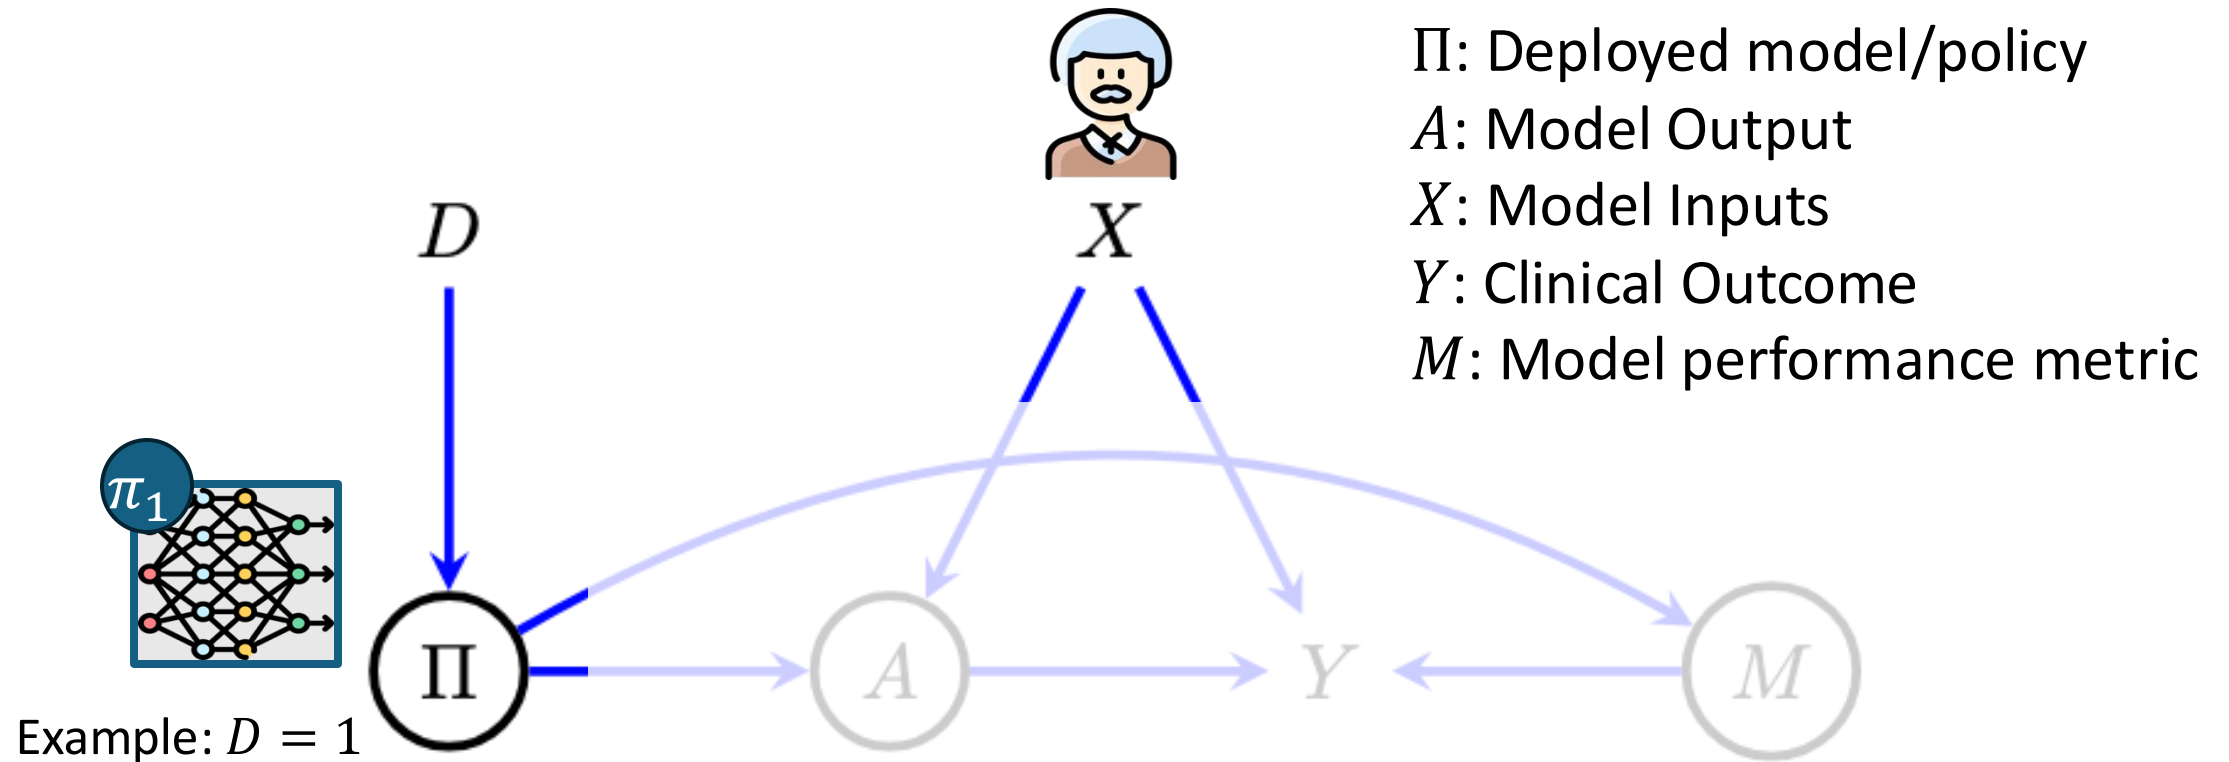 Π: Deployed model/policy
A: Model Output
X: Model Inputs
Y: Clinical Outcome
M: Model performance metric
D
X
π₁
Π
A
Y
M
Example: D = 1